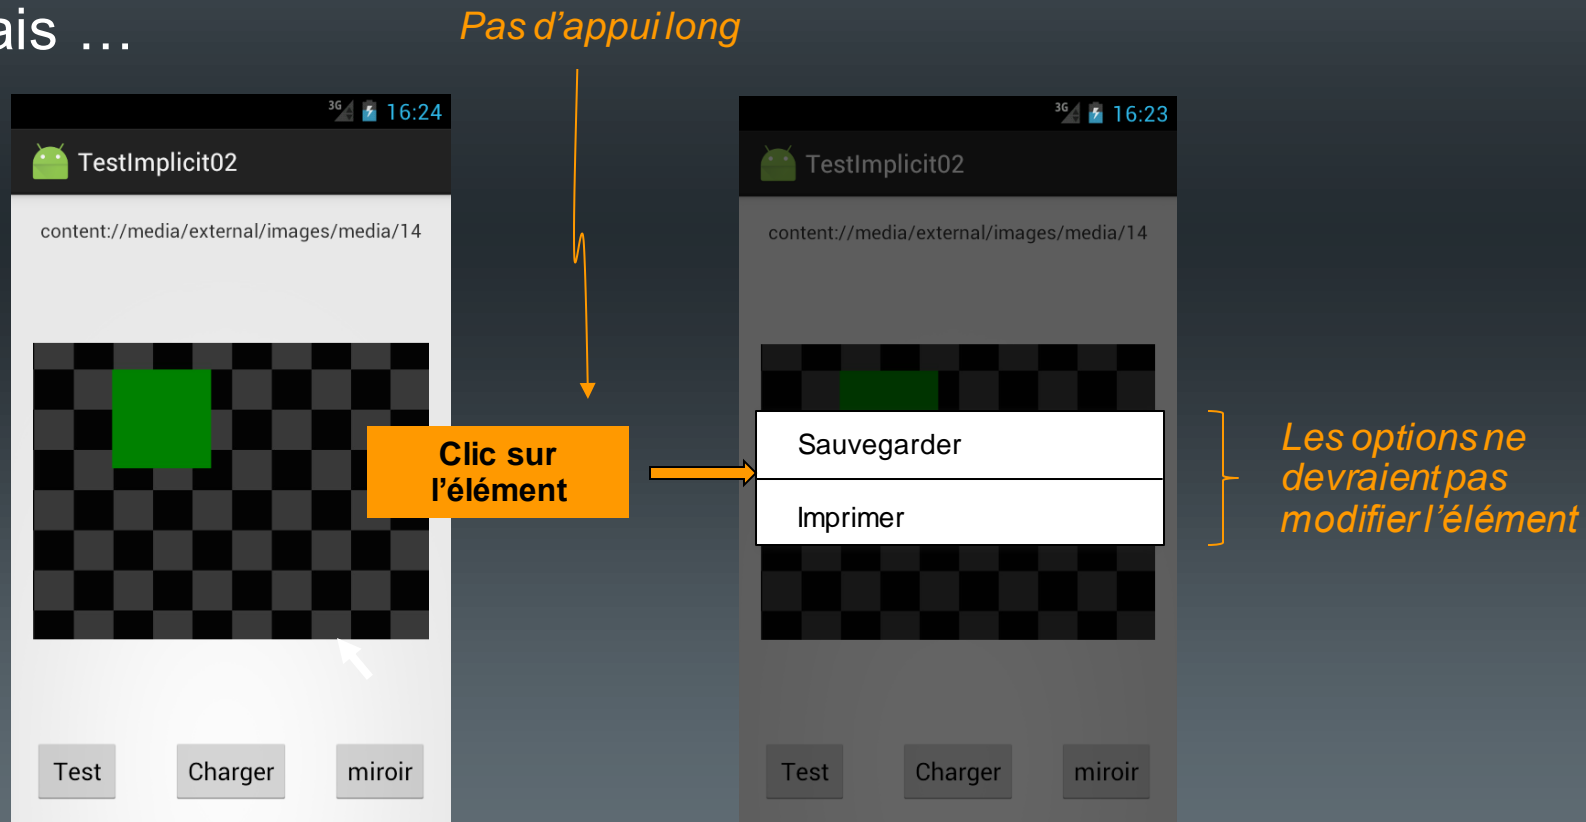 ais …
Pas d’appui long
3G 16:24
TestImplicit02
content://media/external/images/media/14
Clic sur
l’élément
Test Charger miroir
3G 16:23
TestImplicit02
content://media/external/images/media/14
Sauvegarder
Imprimer
Test Charger miroir
Les options ne
devraient pas
modifier l’élément